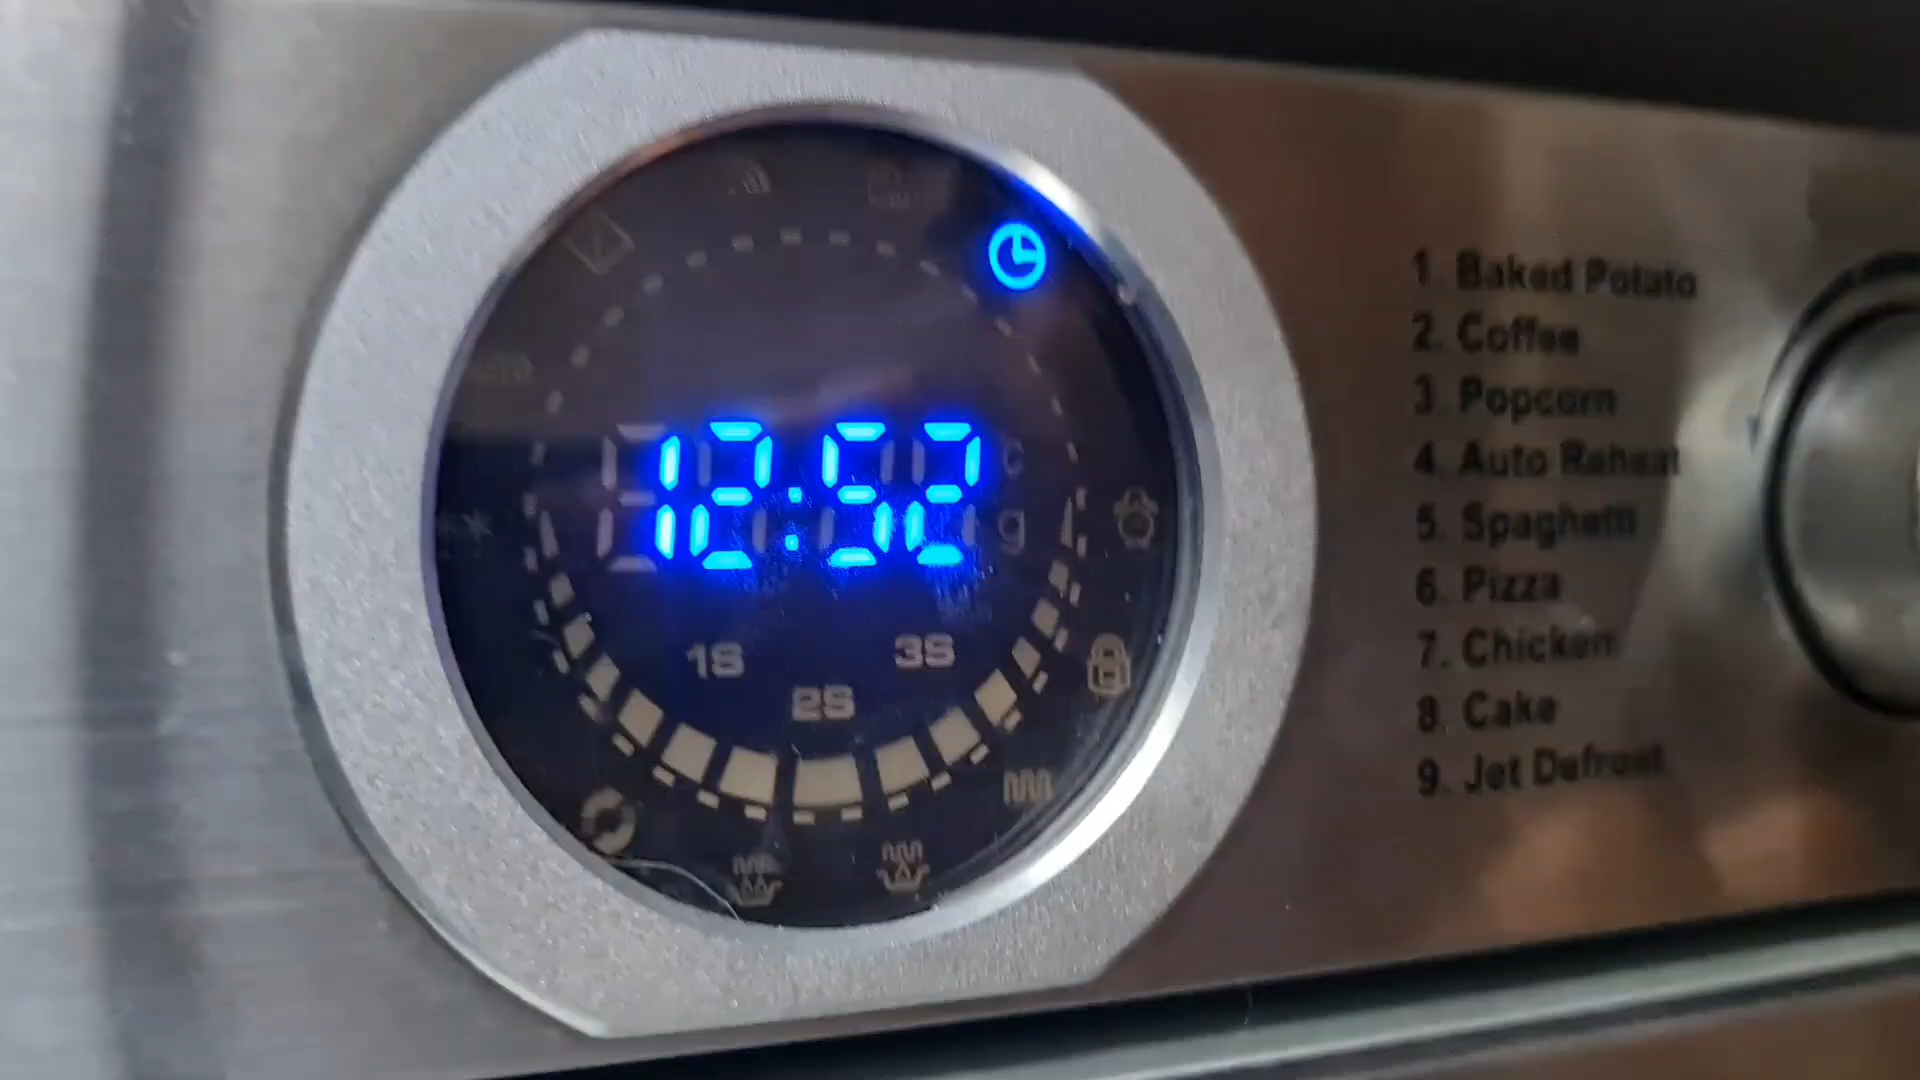 12:52
c
g
1S
3S
2S
1. Baked Potato
2. Coffee
3. Popcorn
4. Auto Reheat
5. Spaghetti
6. Pizza
7. Chicken
8. Cake
9. Jet Defrost